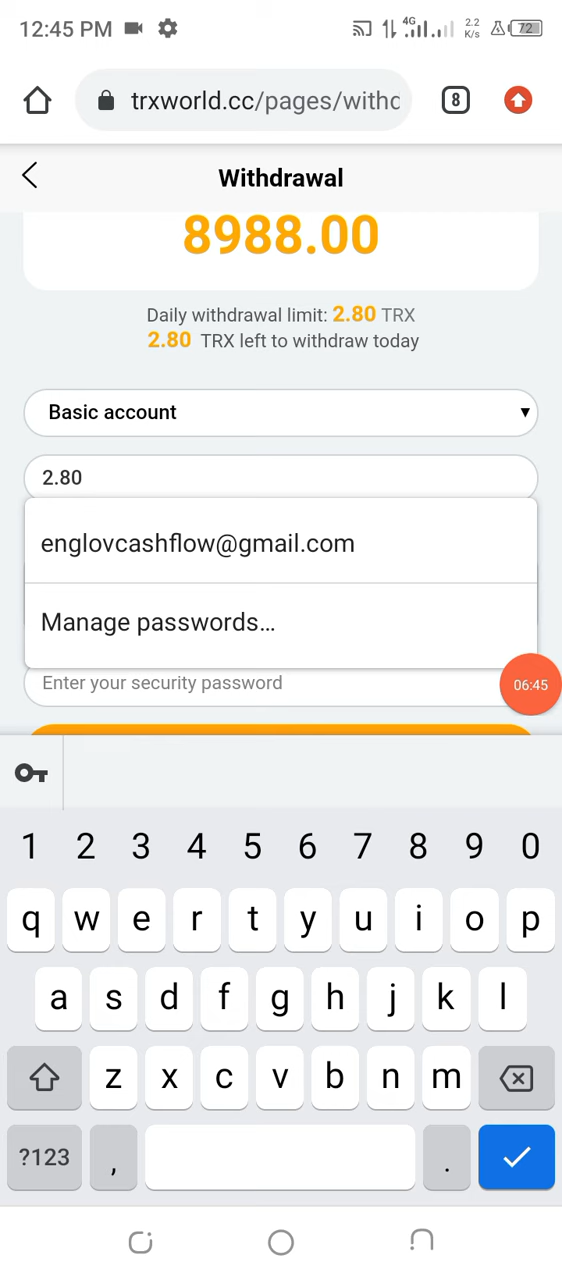 12:45 PM 4G 2.2 K/s 72
trxworld.cc/pages/withd 8
Withdrawal
8988.00
Daily withdrawal limit: 2.80 TRX
2.80 TRX left to withdraw today
Basic account
2.80
englovcashflow@gmail.com
Manage passwords...
Enter your security password
06:45
1 2 3 4 5 6 7 8 9 0
q w e r t y u i o p
a s d f g h j k l
z x c v b n m
?123 , .